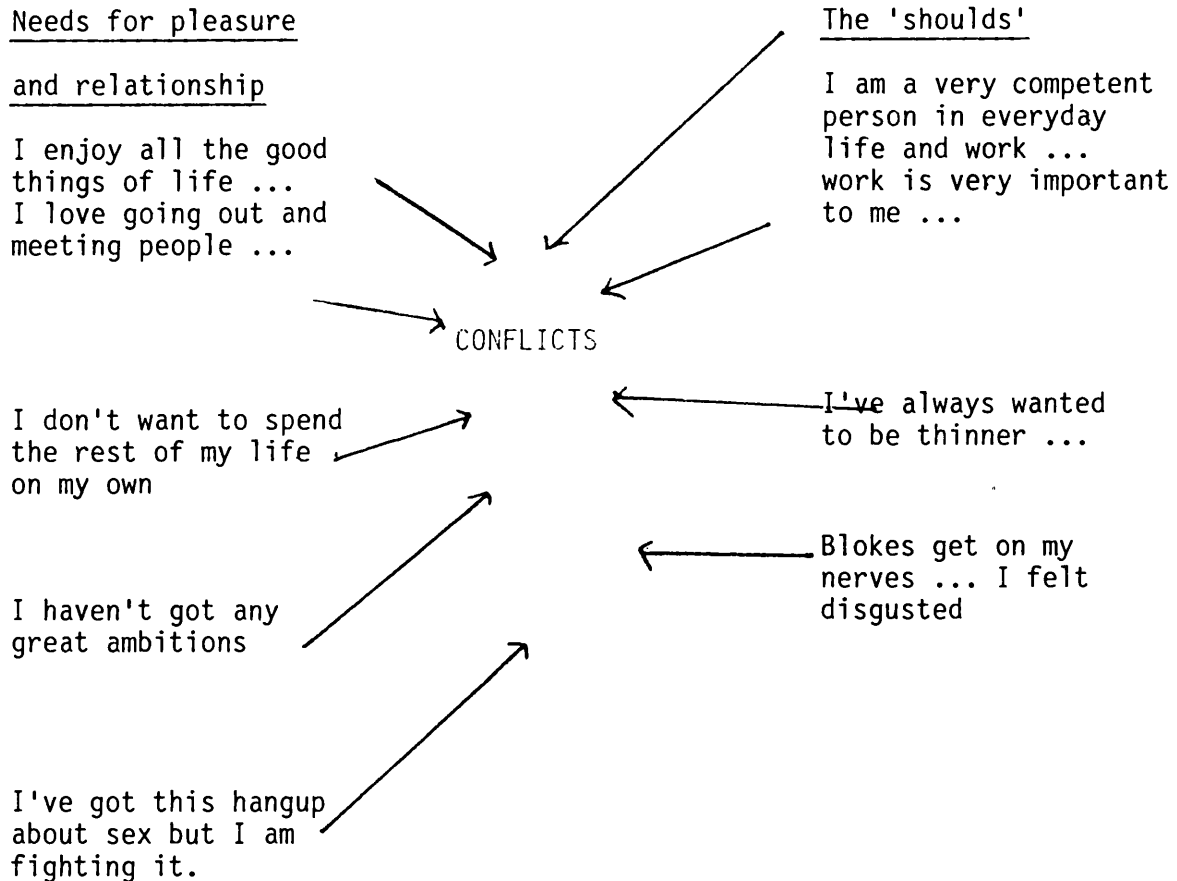 Needs for pleasure
and relationship
I enjoy all the good
things of life ...
I love going out and
meeting people ...
I don't want to spend
the rest of my life
on my own
I haven't got any
great ambitions
I've got this hangup
about sex but I am
fighting it.
CONFLICTS
The 'shoulds'
I am a very competent
person in everyday
life and work ...
work is very important
to me ...
I've always wanted
to be thinner ...
Blokes get on my
nerves ... I felt
disgusted